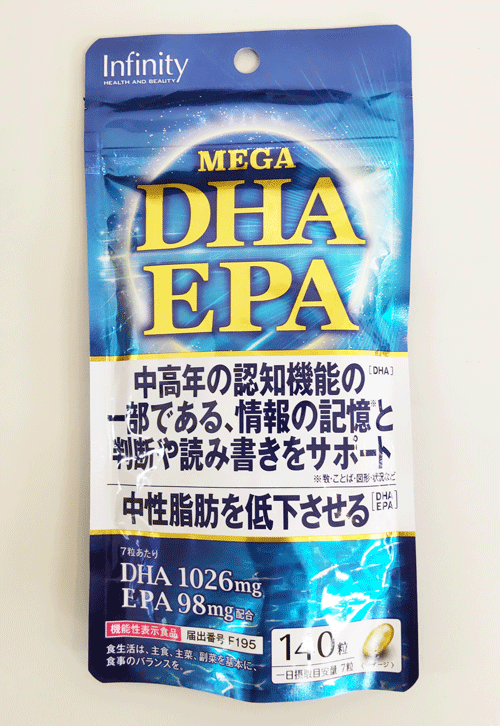 Infinity
HEALTH AND BEAUTY
MEGA
DHA
EPA
中高年の認知機能の [DHA]
一部である、情報の記憶※と
判断や読み書きをサポート
※数・ことば・図形・状況など
中性脂肪を低下させる [DHA EPA]
7粒あたり
DHA 1026mg
EPA 98mg配合
機能性表示食品 届出番号 F195
140粒
一日摂取目安量 7粒
(イメージ)
食生活は、主食、主菜、副菜を基本に、
食事のバランスを。